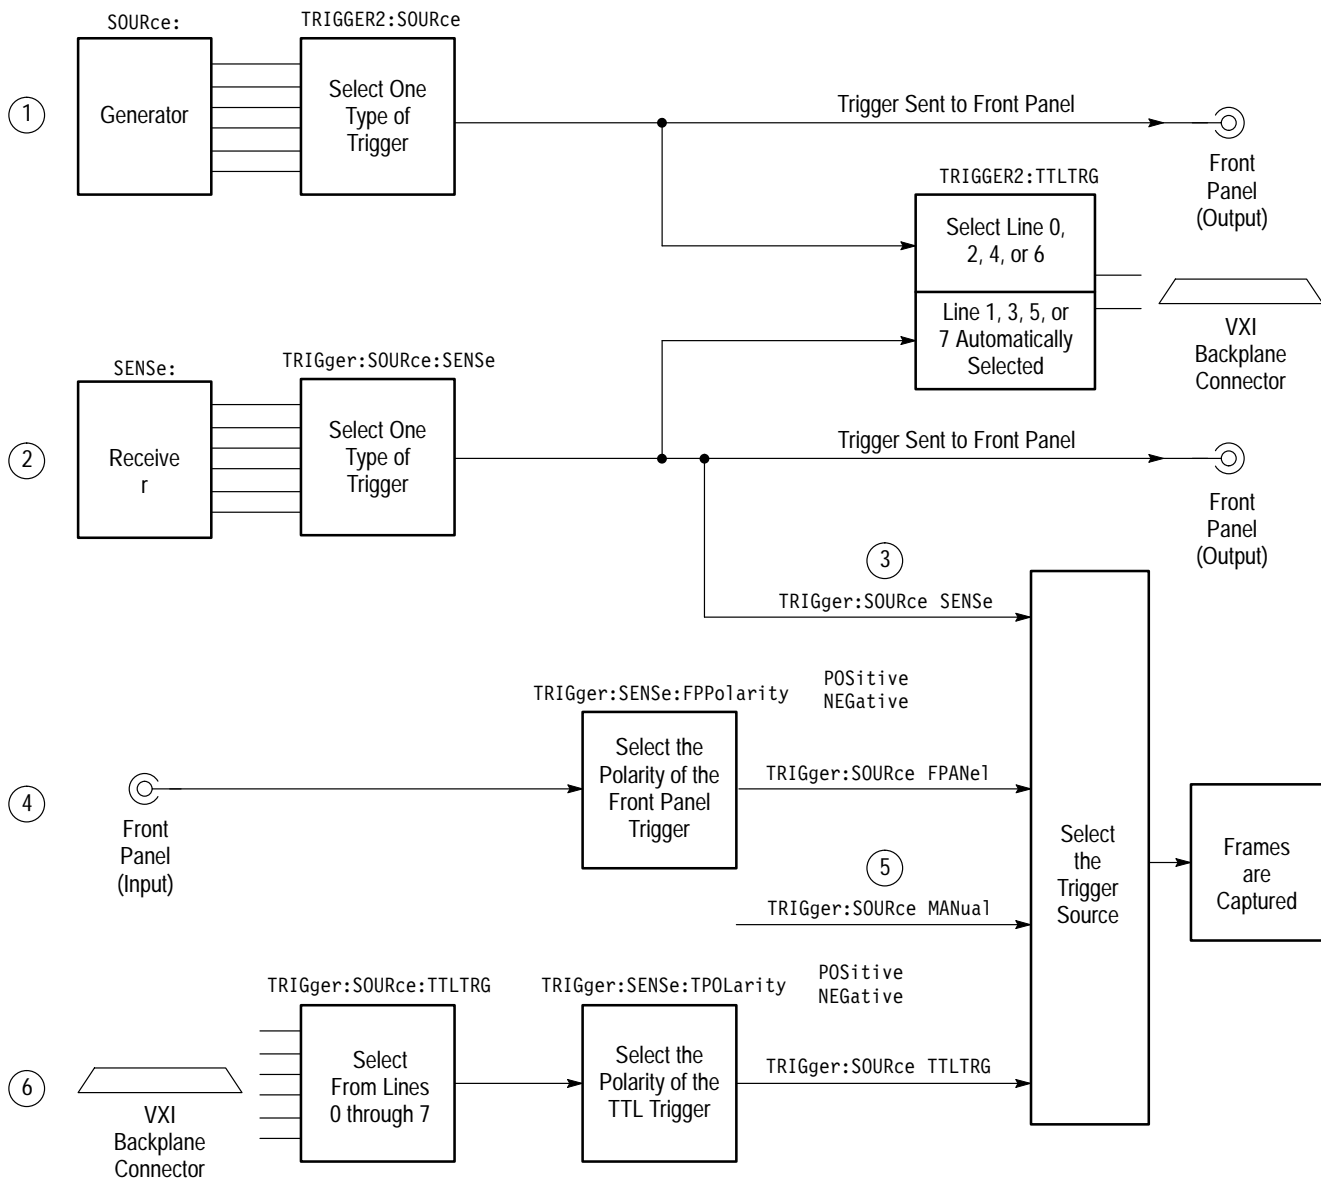 SOURce:
TRIGGER2:SOURce
1
Generator
Select One
Type of
Trigger
Trigger Sent to Front Panel
Front
Panel
(Output)
TRIGGER2:TTLTRG
Select Line 0,
2, 4, or 6
Line 1, 3, 5, or
7 Automatically
Selected
VXI
Backplane
Connector
SENSe:
TRIGger:SOURce:SENSe
2
Receive
r
Select One
Type of
Trigger
Trigger Sent to Front Panel
Front
Panel
(Output)
3
TRIGger:SOURce SENSe
TRIGger:SENSe:FPPolarity
POSitive
NEGative
4
Front
Panel
(Input)
Select the
Polarity of the
Front Panel
Trigger
TRIGger:SOURce FPANel
5
TRIGger:SOURce MANual
Select
the
Trigger
Source
Frames
are
Captured
TRIGger:SOURce:TTLTRG
TRIGger:SENSe:TPOLarity
POSitive
NEGative
6
VXI
Backplane
Connector
Select
From Lines
0 through 7
Select the
Polarity of the
TTL Trigger
TRIGger:SOURce TTLTRG